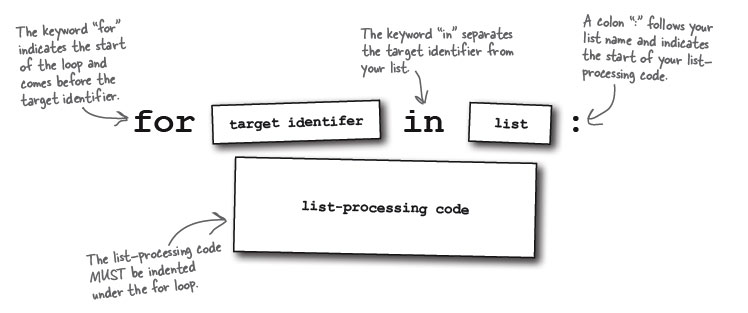 The keyword “for”
indicates the start
of the loop and
comes before the
target identifier.
The keyword “in” separates
the target identifier from
your list.
A colon “:” follows your
list name and indicates
the start of your list-
processing code.
for target identifer in list :
list-processing code
The list-processing code
MUST be indented
under the for loop.